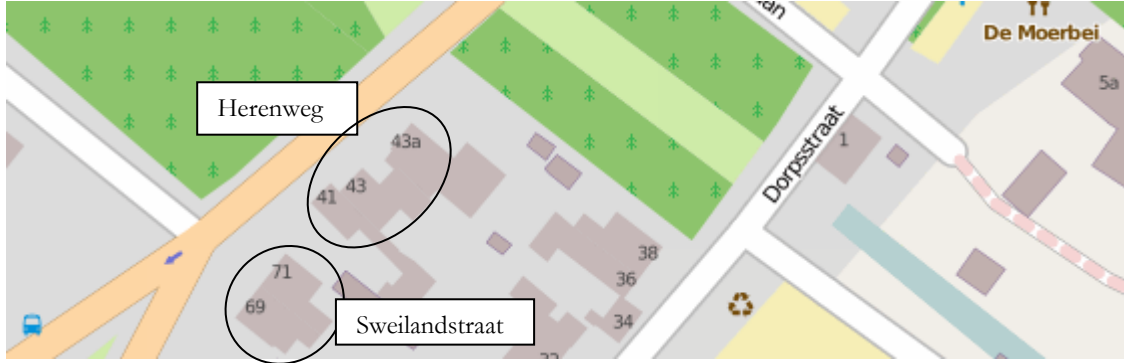 De Moerbei
5a
Herenweg
43a
43
41
Dorpsstraat
1
71
69
38
36
34
Sweilandstraat